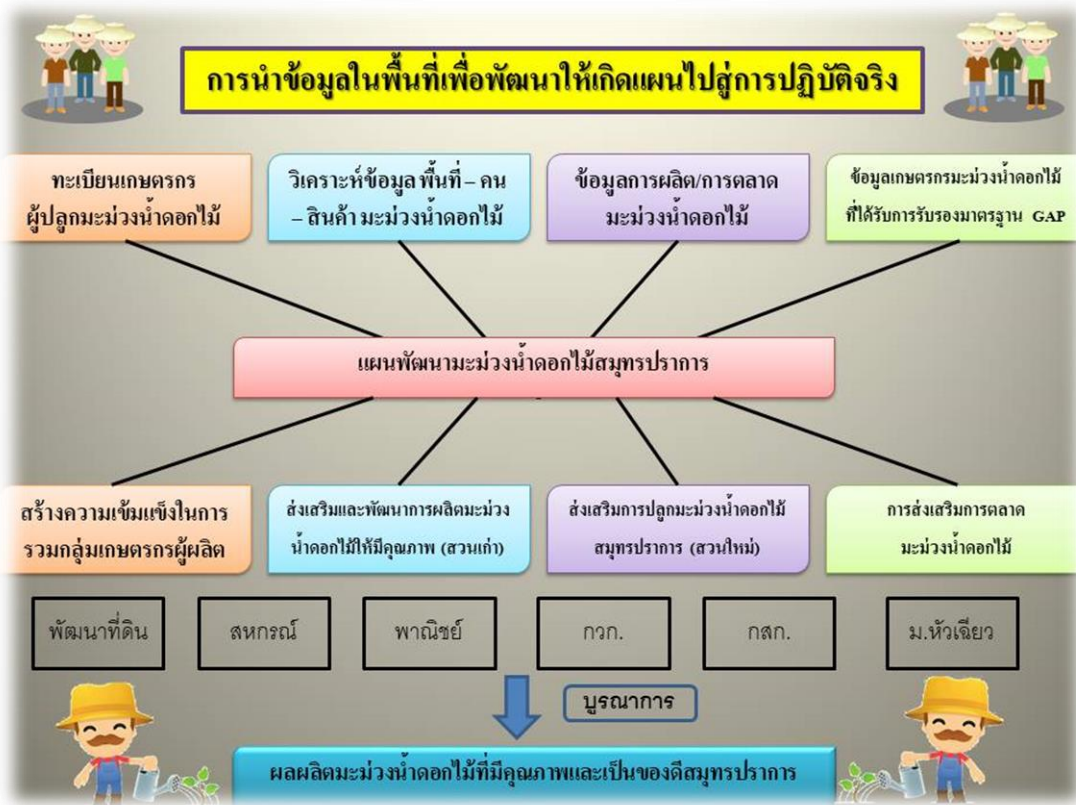 การนำข้อมูลในพื้นที่เพื่อพัฒนาให้เกิดแผนไปสู่การปฏิบัติจริง
ทะเบียนเกษตรกร
ผู้ปลูกมะม่วงน้ำดอกไม้
วิเคราะห์ข้อมูล พื้นที่ – คน
– สินค้า มะม่วงน้ำดอกไม้
ข้อมูลการผลิต/การตลาด
มะม่วงน้ำดอกไม้
ข้อมูลเกษตรกรมะม่วงน้ำดอกไม้
ที่ได้รับการรับรองมาตรฐาน GAP
แผนพัฒนามะม่วงน้ำดอกไม้สมุทรปราการ
สร้างความเข้มแข็งในการ
รวมกลุ่มเกษตรกรผู้ผลิต
ส่งเสริมและพัฒนาการผลิตมะม่วง
น้ำดอกไม้ให้มีคุณภาพ (สวนเก่า)
ส่งเสริมการปลูกมะม่วงน้ำดอกไม้
สมุทรปราการ (สวนใหม่)
การส่งเสริมการตลาด
มะม่วงน้ำดอกไม้
พัฒนาที่ดิน
สหกรณ์
พาณิชย์
กวก.
กสก.
ม.หัวเฉียว
บูรณาการ
ผลผลิตมะม่วงน้ำดอกไม้ที่มีคุณภาพและเป็นของดีสมุทรปราการ